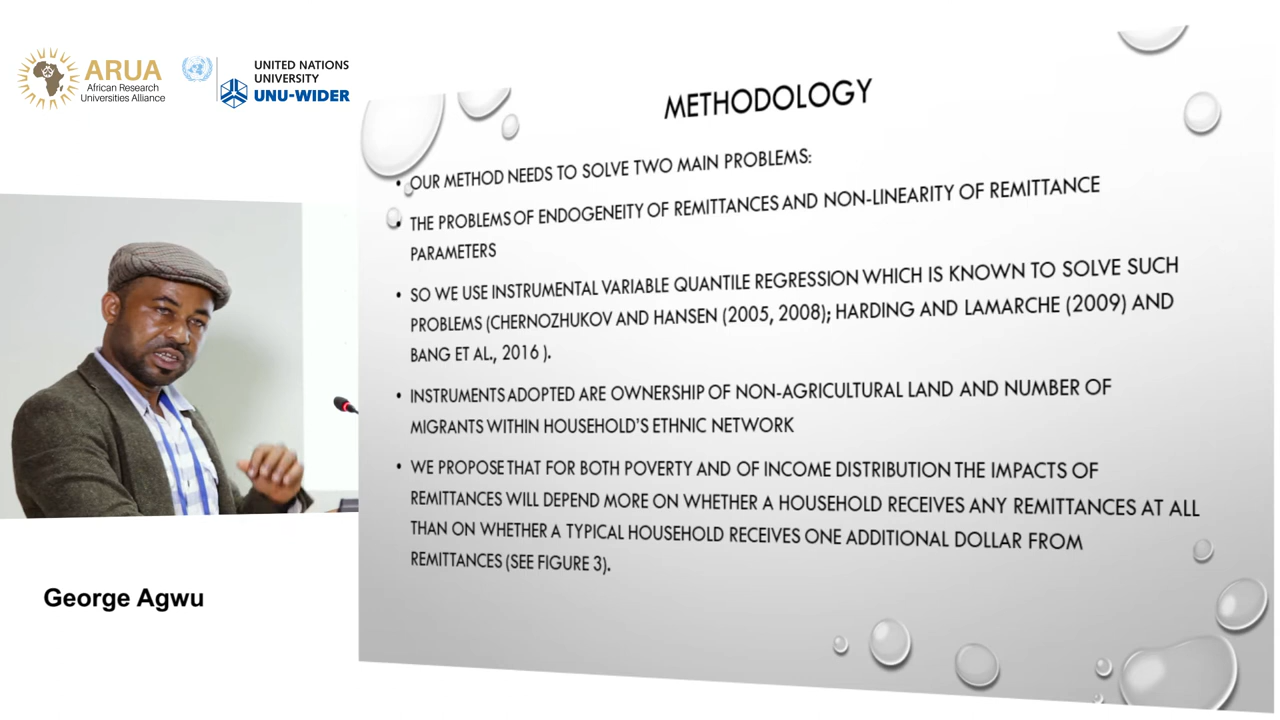 ARUA
African Research
Universities Alliance
UNITED NATIONS
UNIVERSITY
UNU-WIDER
METHODOLOGY
• OUR METHOD NEEDS TO SOLVE TWO MAIN PROBLEMS:
• THE PROBLEMS OF ENDOGENEITY OF REMITTANCES AND NON-LINEARITY OF REMITTANCE
PARAMETERS
• SO WE USE INSTRUMENTAL VARIABLE QUANTILE REGRESSION WHICH IS KNOWN TO SOLVE SUCH
PROBLEMS (CHERNOZHUKOV AND HANSEN (2005, 2008); HARDING AND LAMARCHE (2009) AND
BANG ET AL., 2016 ).
• INSTRUMENTS ADOPTED ARE OWNERSHIP OF NON-AGRICULTURAL LAND AND NUMBER OF
MIGRANTS WITHIN HOUSEHOLD'S ETHNIC NETWORK
• WE PROPOSE THAT FOR BOTH POVERTY AND OF INCOME DISTRIBUTION THE IMPACTS OF
REMITTANCES WILL DEPEND MORE ON WHETHER A HOUSEHOLD RECEIVES ANY REMITTANCES AT ALL
THAN ON WHETHER A TYPICAL HOUSEHOLD RECEIVES ONE ADDITIONAL DOLLAR FROM
REMITTANCES (SEE FIGURE 3).
George Agwu